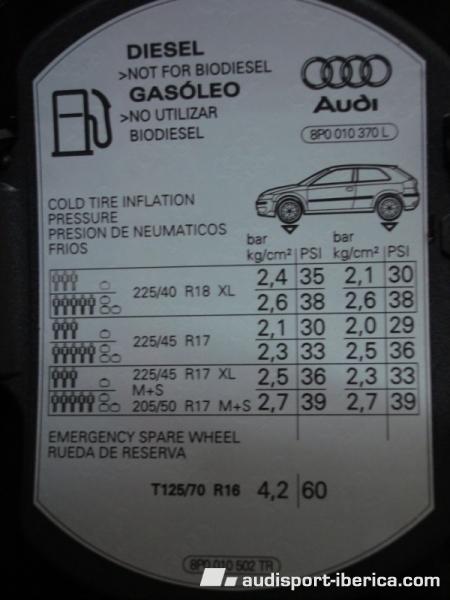 DIESEL
>NOT FOR BIODIESEL
GASÓLEO
>NO UTILIZAR
BIODIESEL
Audi
8P0 010 370 L
COLD TIRE INFLATION
PRESSURE
PRESION DE NEUMATICOS
FRIOS
bar kg/cm² PSI bar kg/cm² PSI
225/40 R18 XL 2,4 35 2,1 30
2,6 38 2,6 38
225/45 R17 2,1 30 2,0 29
2,3 33 2,5 36
225/45 R17 XL 2,5 36 2,3 33
M+S
205/50 R17 M+S 2,7 39 2,7 39
EMERGENCY SPARE WHEEL
RUEDA DE RESERVA
T125/70 R16 4,2 60
8P0 010 502 TR
audisport-iberica.com